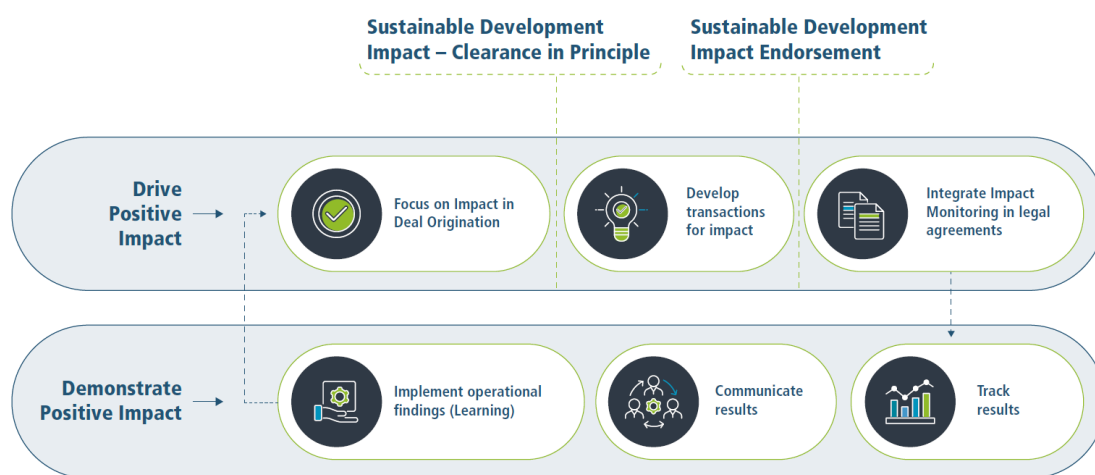 Sustainable Development
Impact – Clearance in Principle
Sustainable Development
Impact Endorsement
Drive
Positive
Impact
Focus on Impact in
Deal Origination
Develop
transactions
for impact
Integrate Impact
Monitoring in legal
agreements
Demonstrate
Positive Impact
Implement operational
findings (Learning)
Communicate
results
Track
results